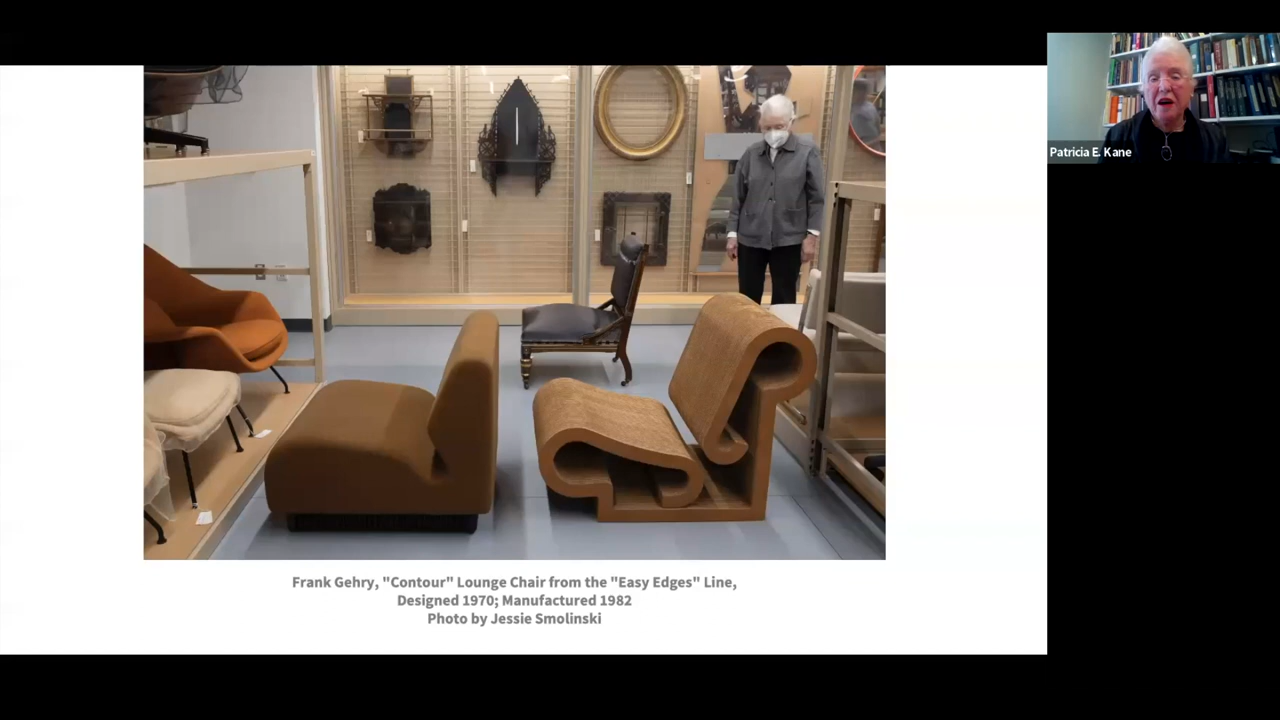 Patricia E. Kane
Frank Gehry, "Contour" Lounge Chair from the "Easy Edges" Line,
Designed 1970; Manufactured 1982
Photo by Jessie Smolinski